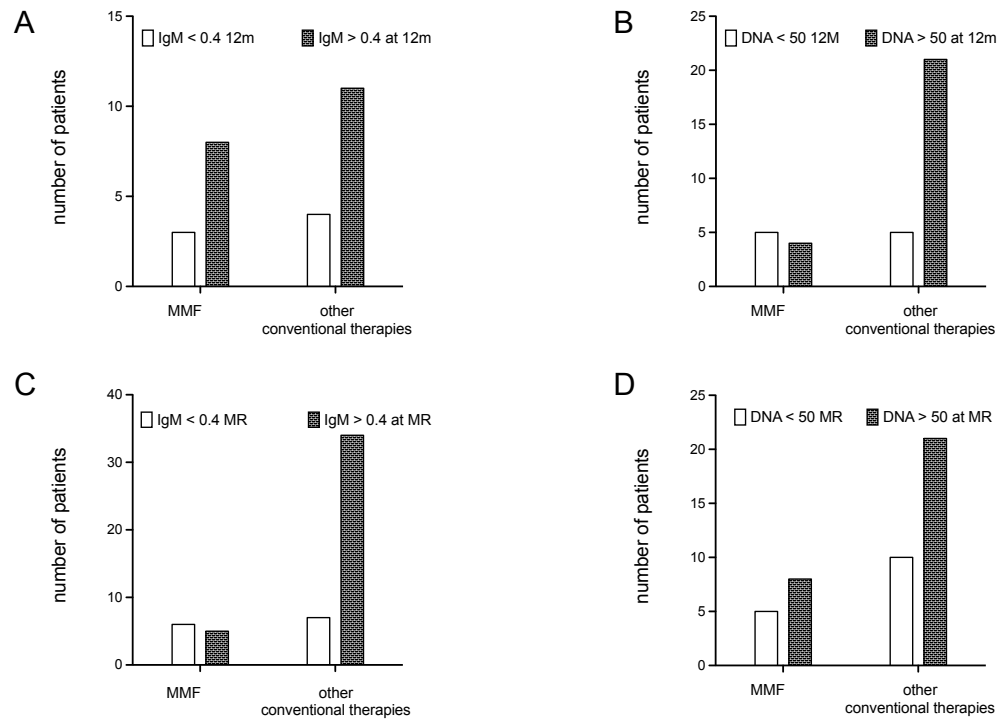 A
IgM < 0.4 12m
IgM > 0.4 at 12m
number of patients
15
10
5
0
MMF
other
conventional therapies
B
DNA < 50 12M
DNA > 50 at 12m
number of patients
25
20
15
10
5
0
MMF
other
conventional therapies
C
IgM < 0.4 MR
IgM > 0.4 at MR
number of patients
40
30
20
10
0
MMF
other
conventional therapies
D
DNA < 50 MR
DNA > 50 at MR
number of patients
25
20
15
10
5
0
MMF
other
conventional therapies